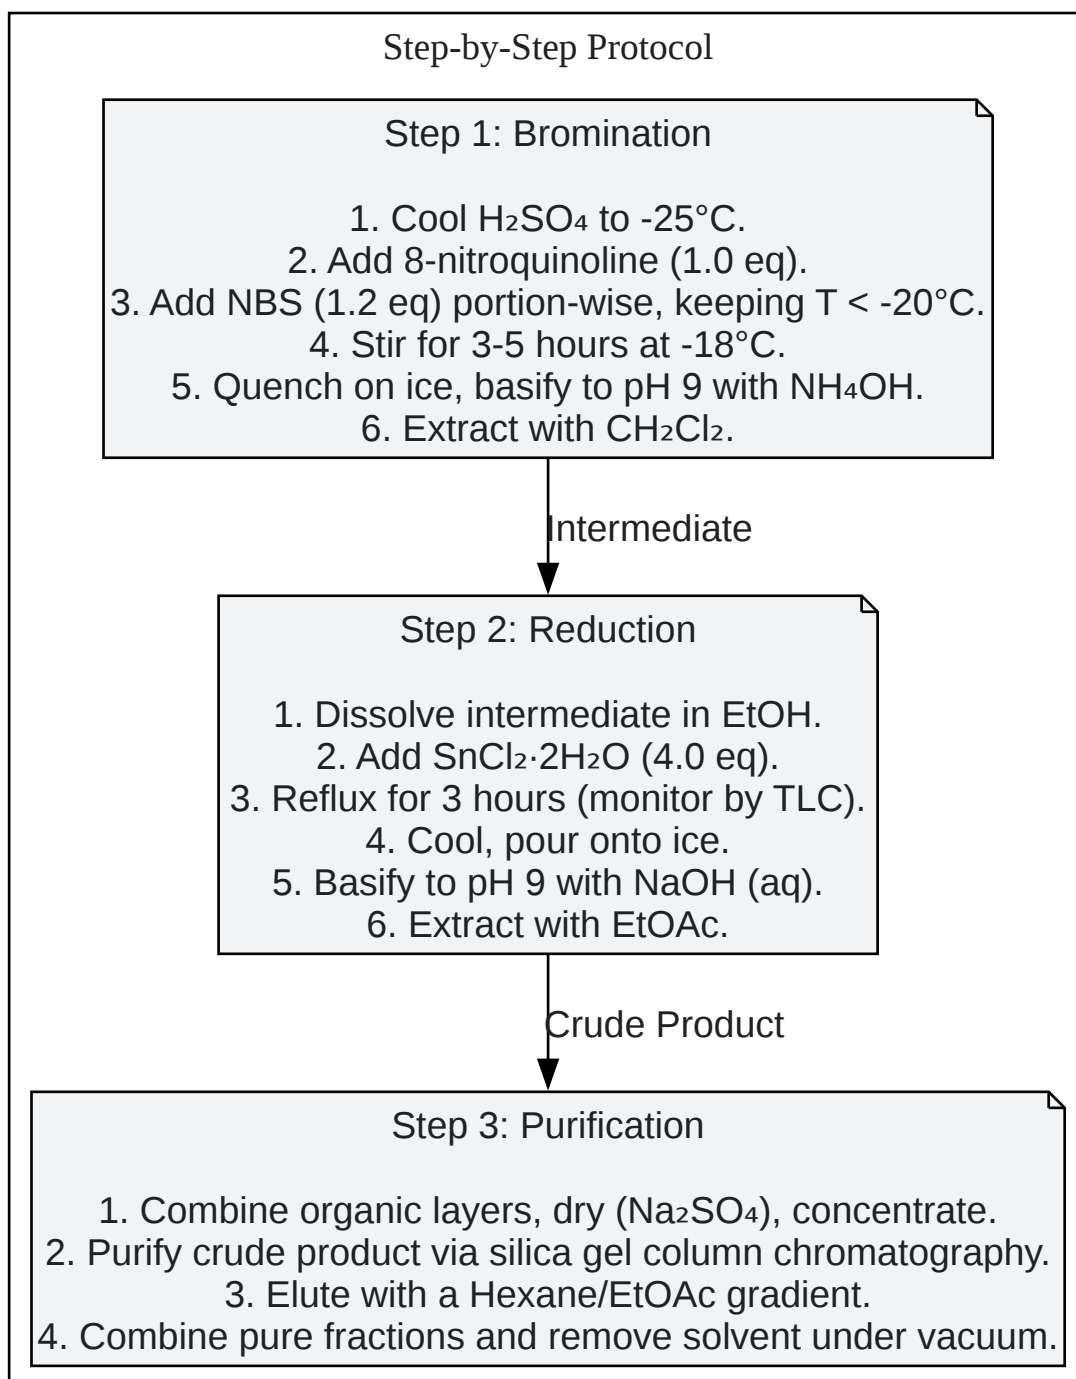 Step-by-Step Protocol
Step 1: Bromination
1. Cool H₂SO₄ to -25°C.
2. Add 8-nitroquinoline (1.0 eq).
3. Add NBS (1.2 eq) portion-wise, keeping T < -20°C.
4. Stir for 3-5 hours at -18°C.
5. Quench on ice, basify to pH 9 with NH₄OH.
6. Extract with CH₂Cl₂.
Intermediate
Step 2: Reduction
1. Dissolve intermediate in EtOH.
2. Add SnCl₂·2H₂O (4.0 eq).
3. Reflux for 3 hours (monitor by TLC).
4. Cool, pour onto ice.
5. Basify to pH 9 with NaOH (aq).
6. Extract with EtOAc.
Crude Product
Step 3: Purification
1. Combine organic layers, dry (Na₂SO₄), concentrate.
2. Purify crude product via silica gel column chromatography.
3. Elute with a Hexane/EtOAc gradient.
4. Combine pure fractions and remove solvent under vacuum.